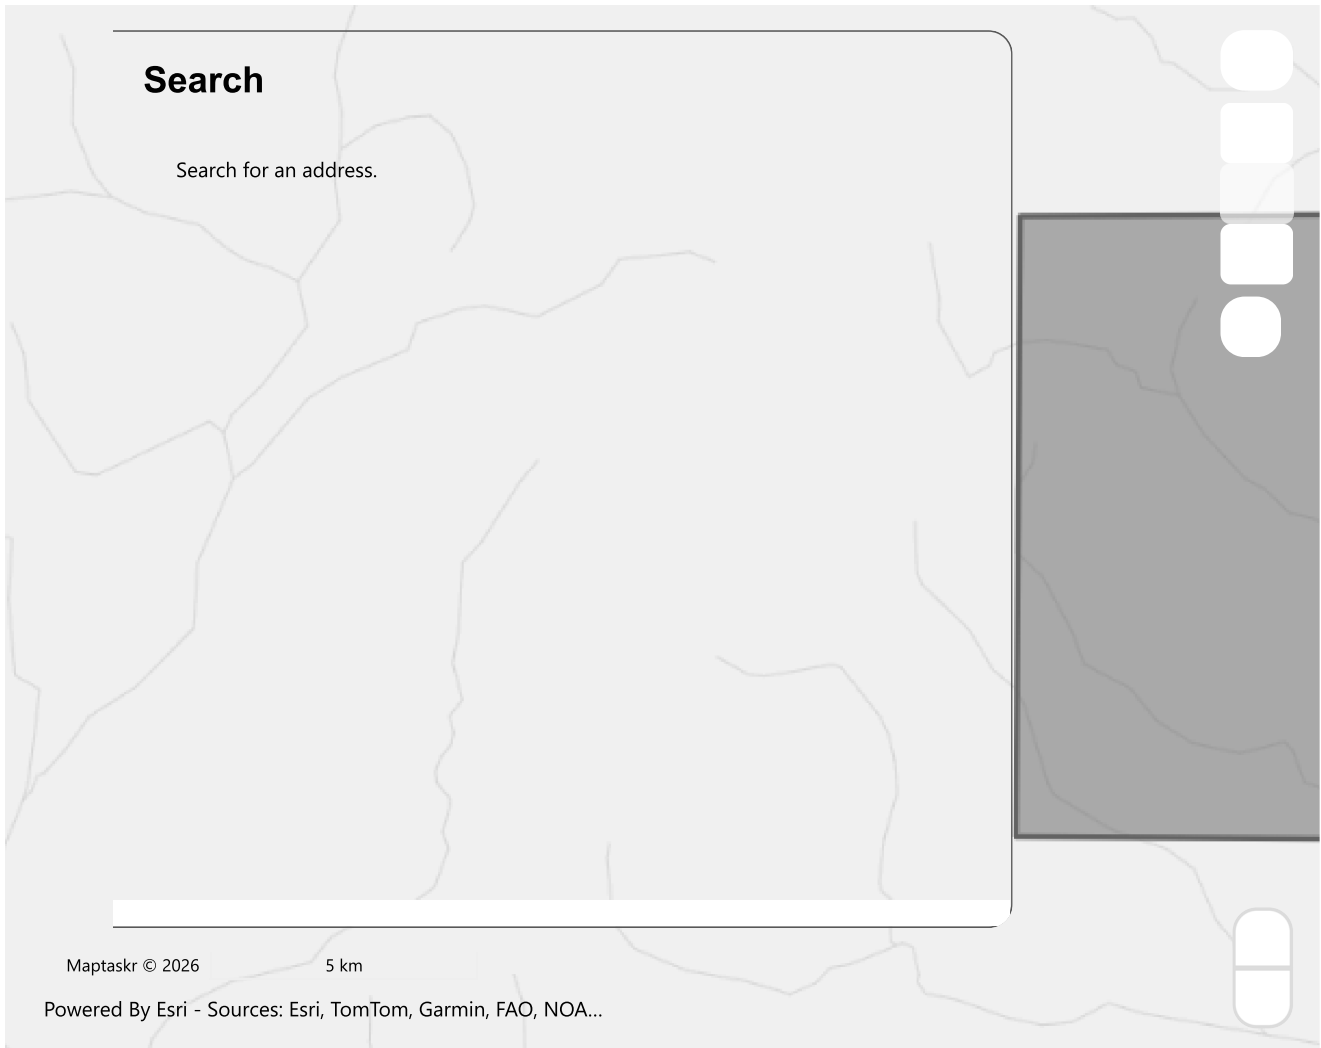 Search
Search for an address.
Maptaskr © 2026
5 km
Powered By Esri - Sources: Esri, TomTom, Garmin, FAO, NOA...